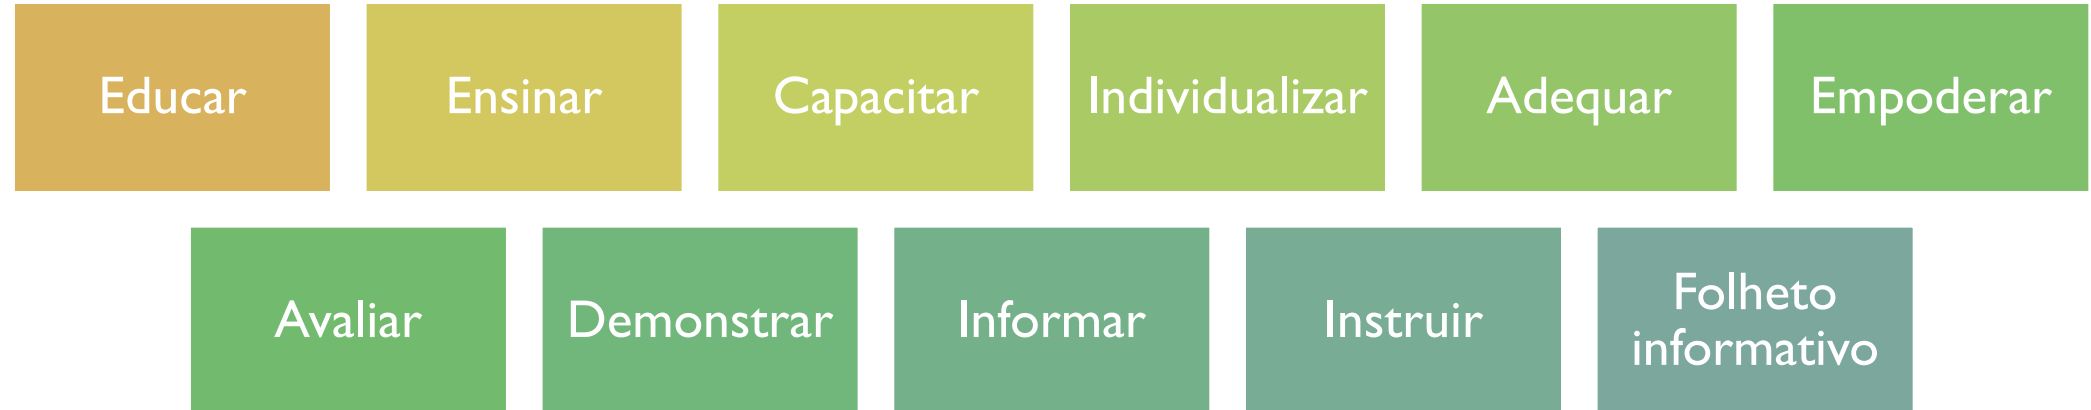 Educar
Ensinar
Capacitar
Individualizar
Adequar
Empoderar
Avaliar
Demonstrar
Informar
Instruir
Folheto
informativo